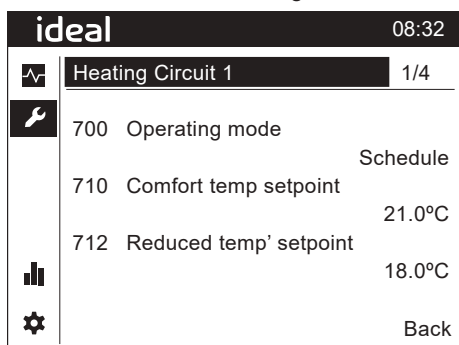 ideal 08:32
Heating Circuit 1 1/4
700 Operating mode
Schedule
710 Comfort temp setpoint
21.0ºC
712 Reduced temp' setpoint
18.0ºC
Back